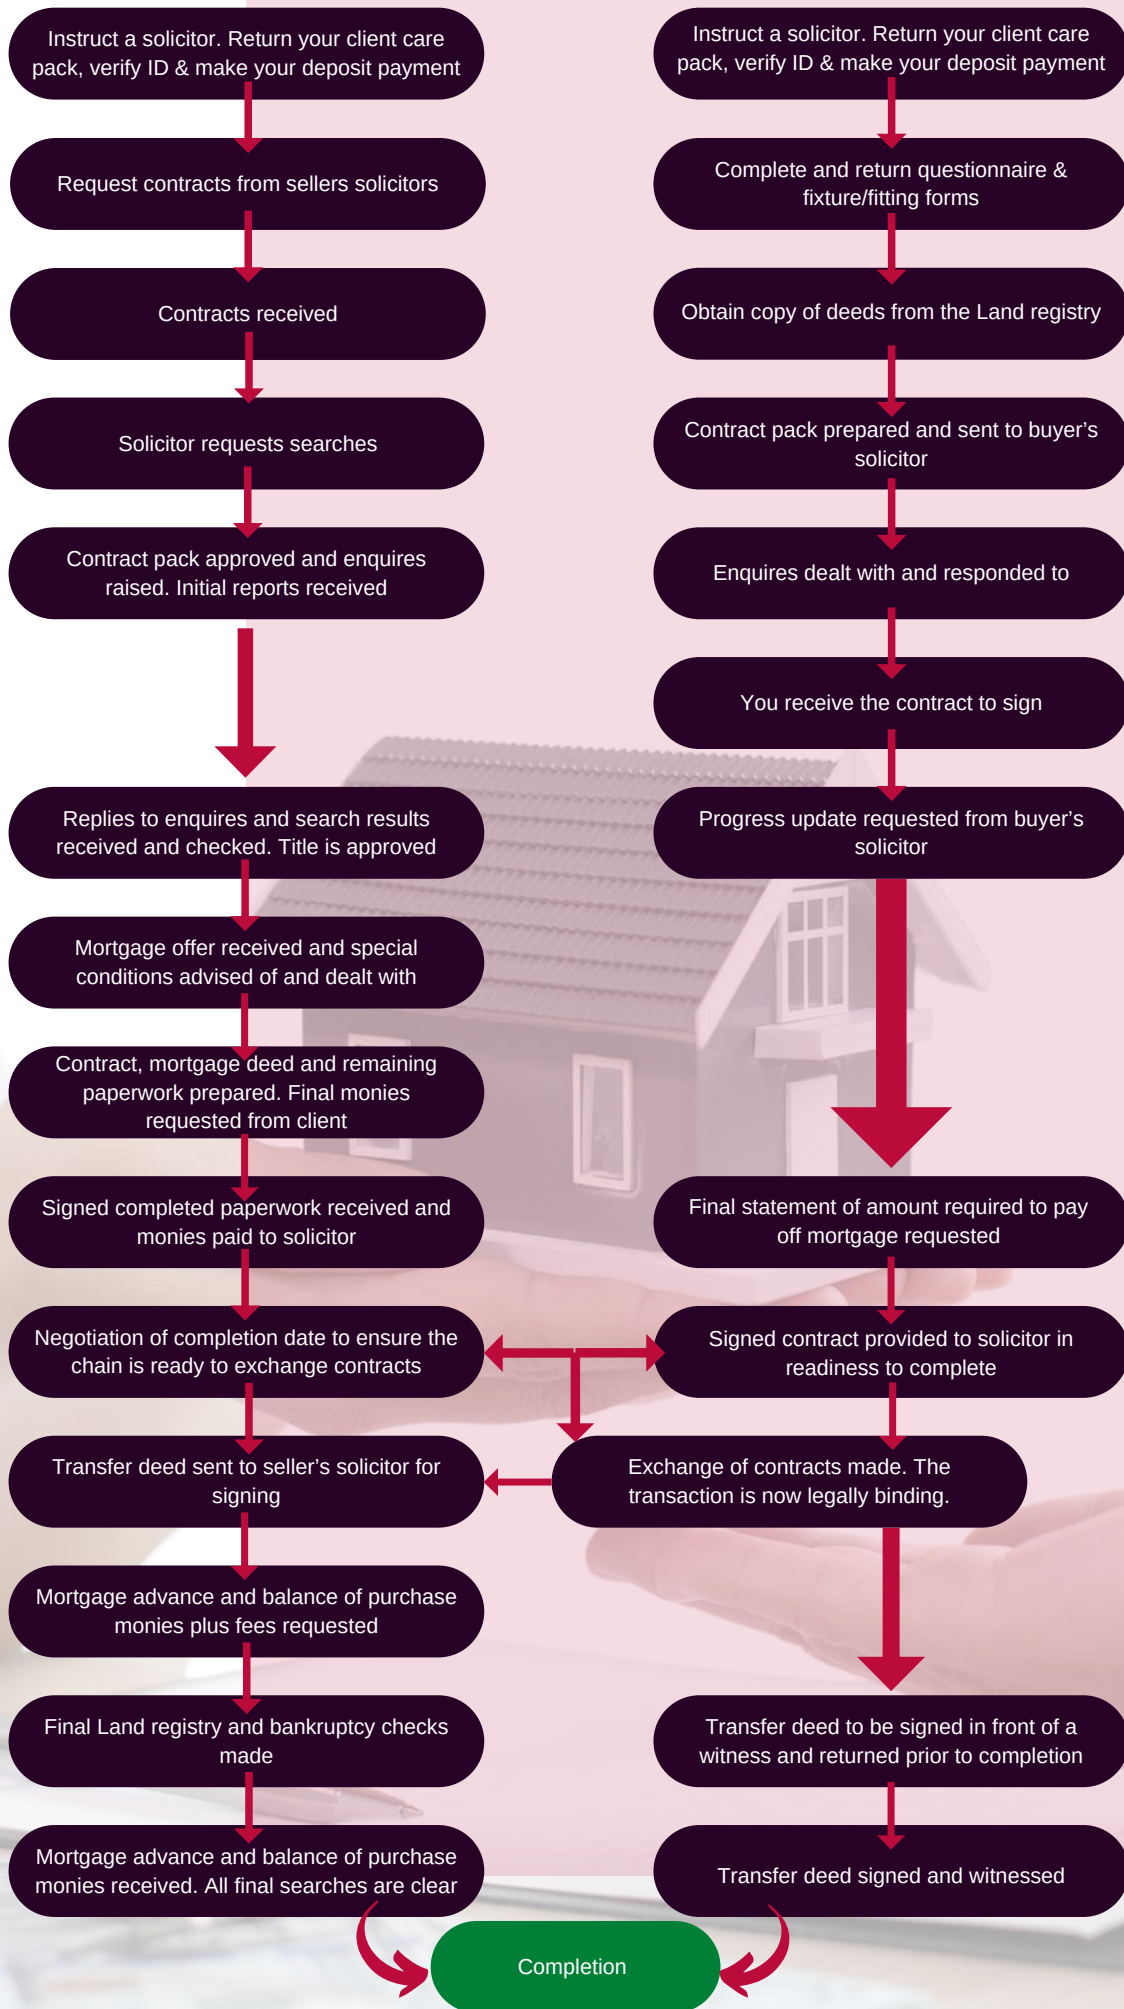 Instruct a solicitor. Return your client care
pack, verify ID & make your deposit payment
Request contracts from sellers solicitors
Contracts received
Solicitor requests searches
Contract pack approved and enquires
raised. Initial reports received
Replies to enquires and search results
received and checked. Title is approved
Mortgage offer received and special
conditions advised of and dealt with
Contract, mortgage deed and remaining
paperwork prepared. Final monies
requested from client
Signed completed paperwork received and
monies paid to solicitor
Negotiation of completion date to ensure the
chain is ready to exchange contracts
Transfer deed sent to seller’s solicitor for
signing
Mortgage advance and balance of purchase
monies plus fees requested
Final Land registry and bankruptcy checks
made
Mortgage advance and balance of purchase
monies received. All final searches are clear
Instruct a solicitor. Return your client care
pack, verify ID & make your deposit payment
Complete and return questionnaire &
fixture/fitting forms
Obtain copy of deeds from the Land registry
Contract pack prepared and sent to buyer’s
solicitor
Enquires dealt with and responded to
You receive the contract to sign
Progress update requested from buyer’s
solicitor
Final statement of amount required to pay
off mortgage requested
Signed contract provided to solicitor in
readiness to complete
Exchange of contracts made. The
transaction is now legally binding.
Transfer deed to be signed in front of a
witness and returned prior to completion
Transfer deed signed and witnessed
Completion